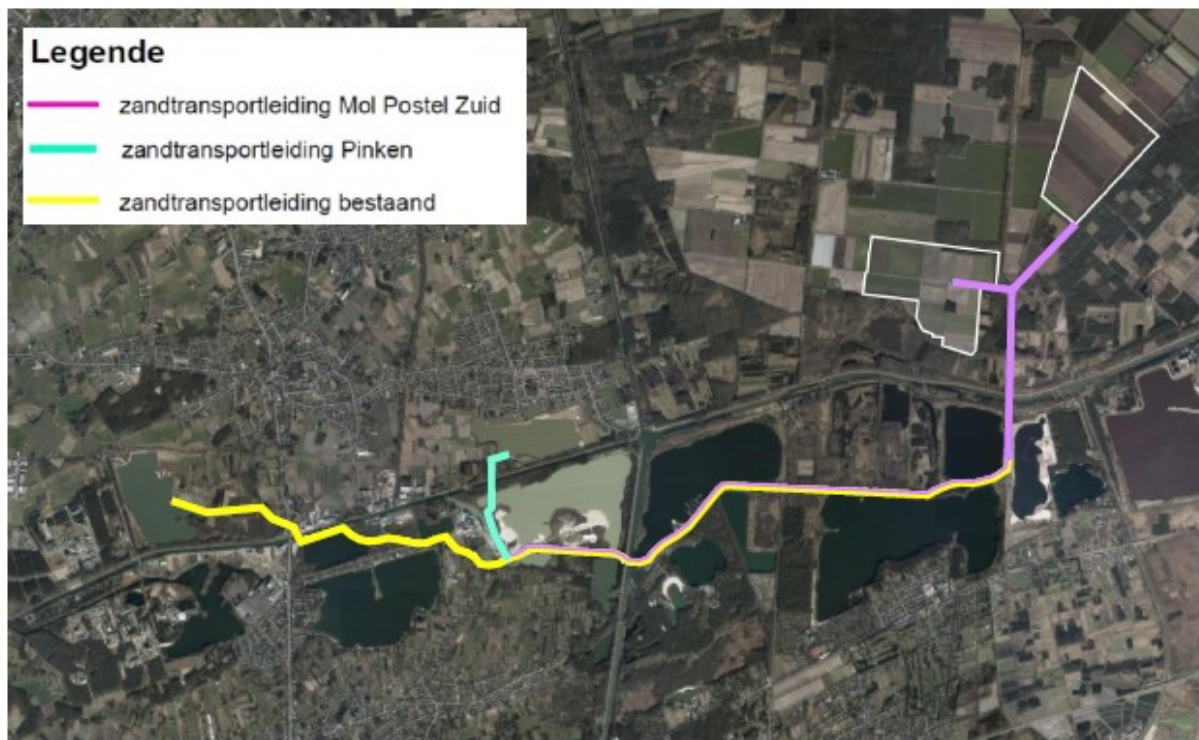 Legende
zandtransportleiding Mol Postel Zuid
zandtransportleiding Pinken
zandtransportleiding bestaand